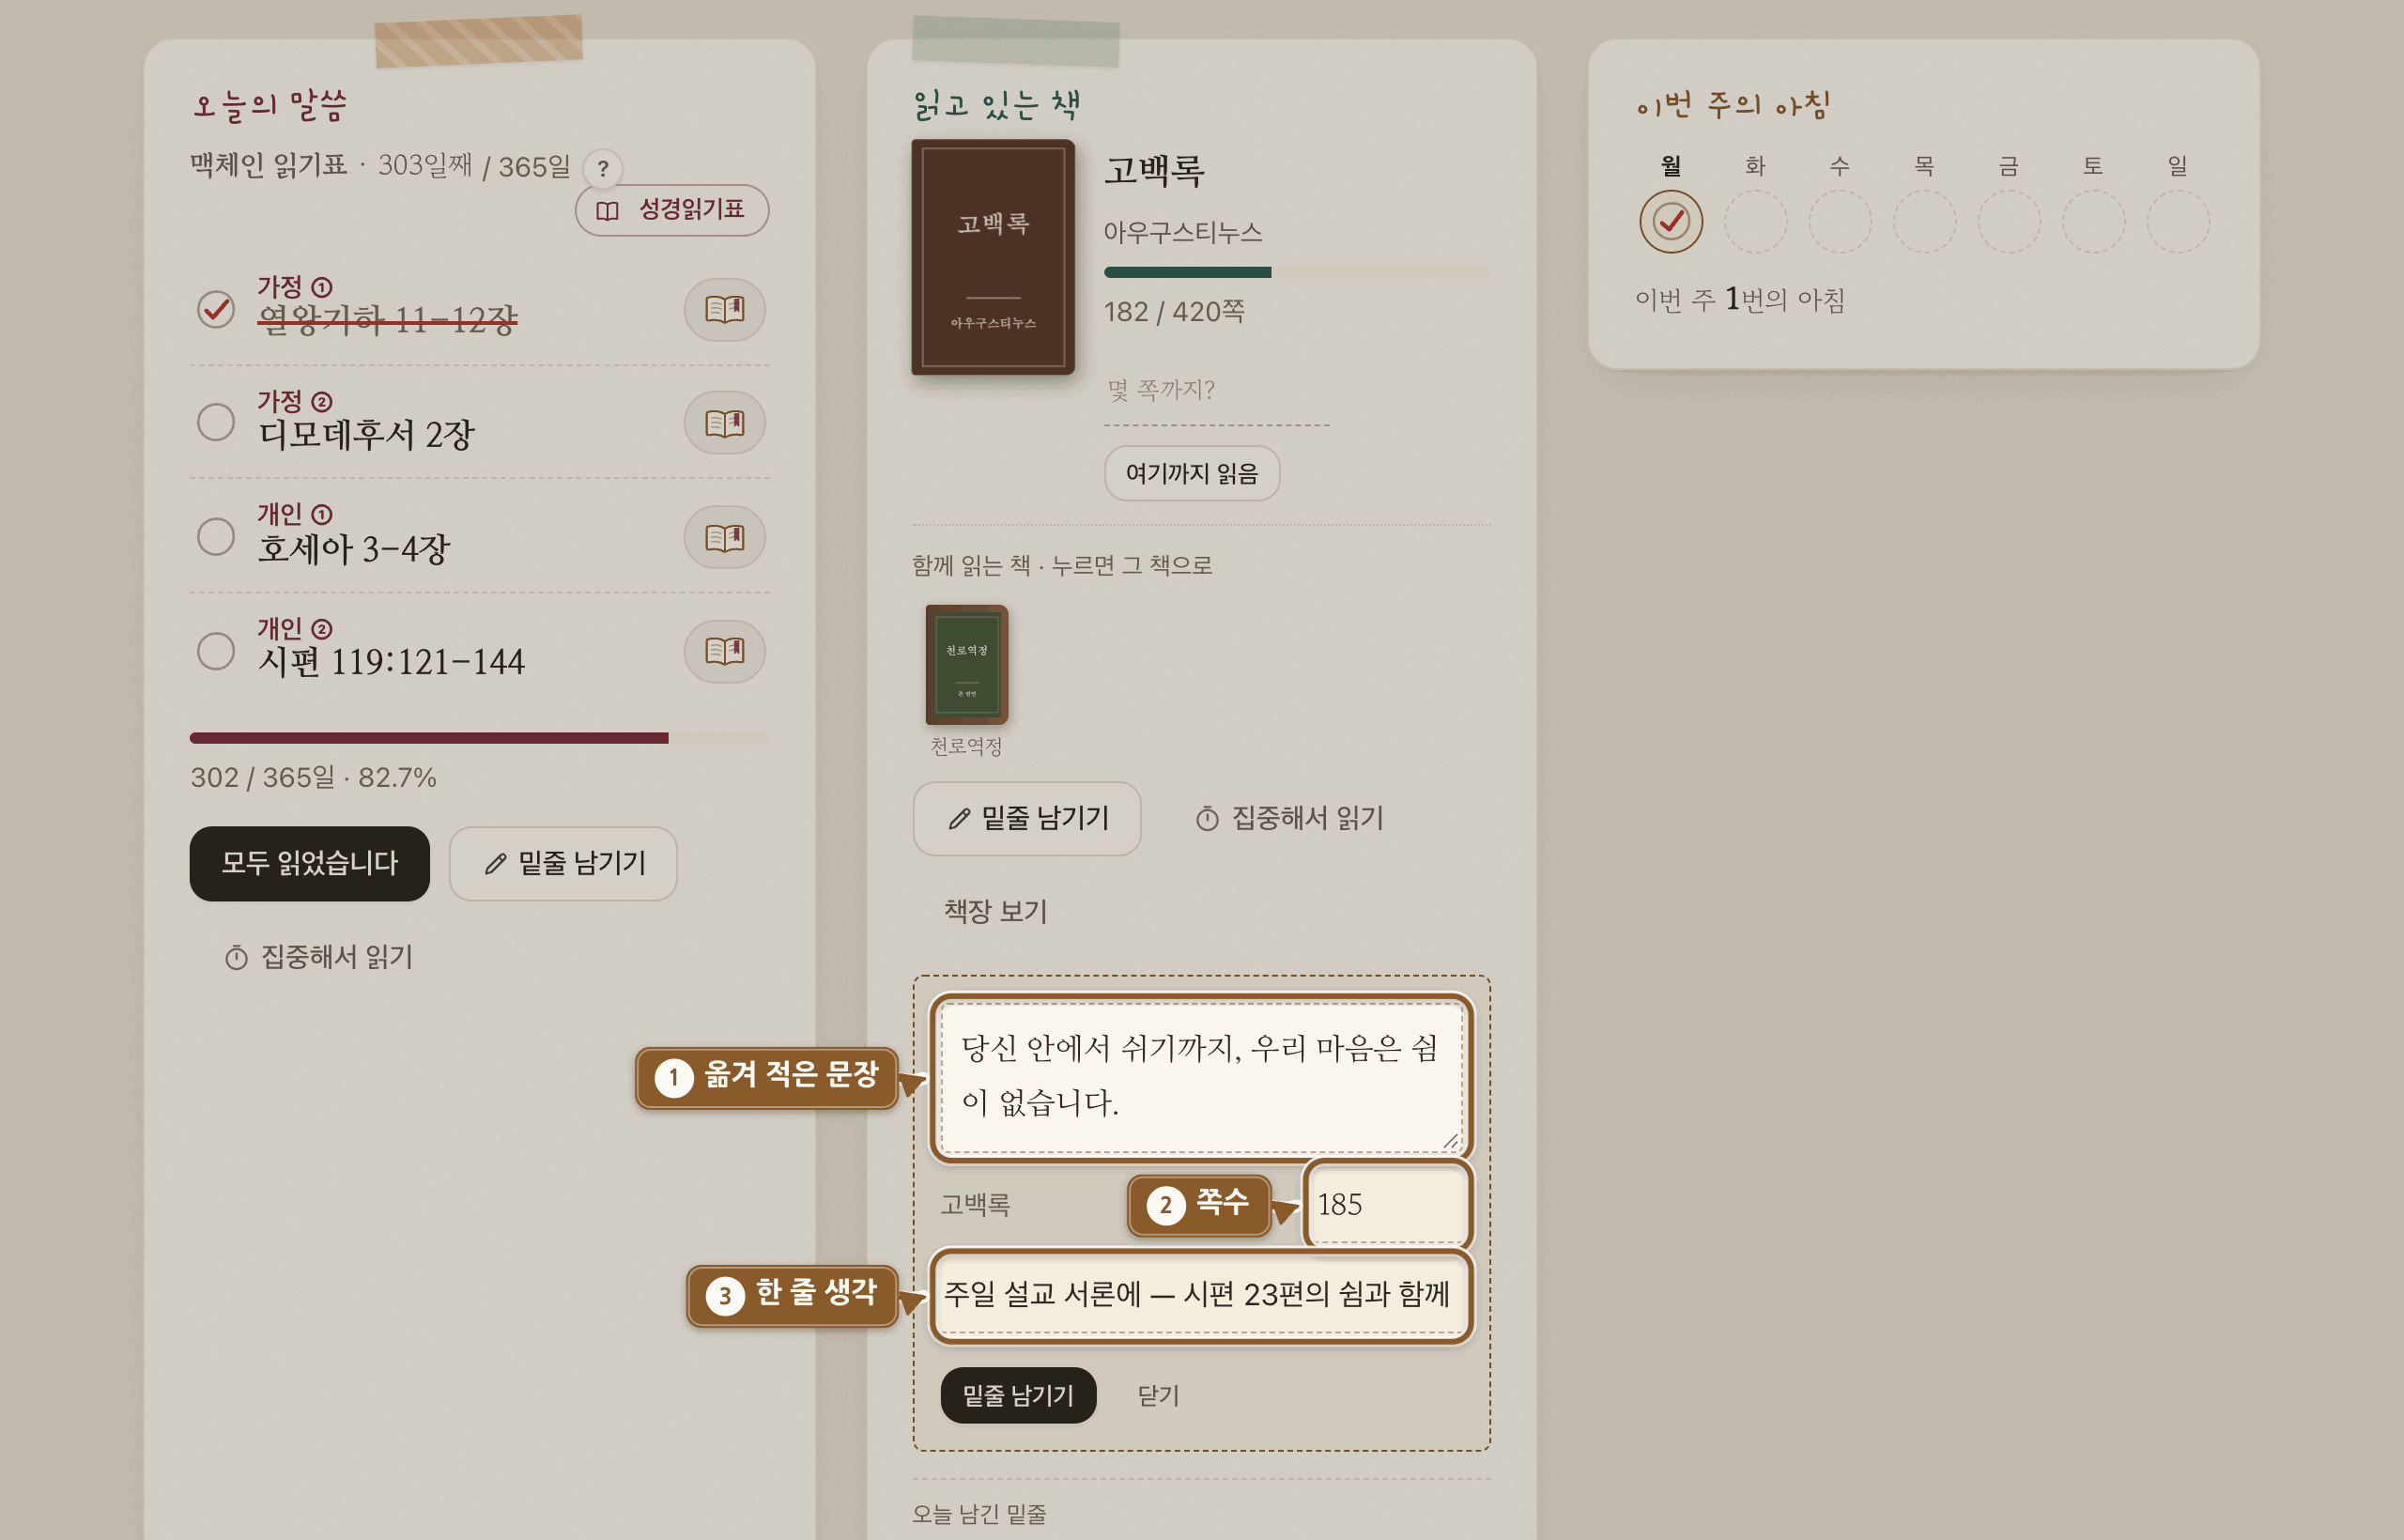 오늘의 말씀
맥체인 읽기표 · 303일째 / 365일 ?
성경읽기표
가정 ①
열왕기하 11–12장
가정 ②
디모데후서 2장
개인 ①
호세아 3–4장
개인 ②
시편 119:121–144
302 / 365일 · 82.7%
모두 읽었습니다
밑줄 남기기
집중해서 읽기
읽고 있는 책
고백록
아우구스티누스
고백록
아우구스티누스
182 / 420쪽
몇 쪽까지?
여기까지 읽음
함께 읽는 책 · 누르면 그 책으로
천로역정
존 번연
천로역정
밑줄 남기기
집중해서 읽기
책장 보기
1 옮겨 적은 문장
당신 안에서 쉬기까지, 우리 마음은 쉼
이 없습니다.
고백록
2 쪽수
185
3 한 줄 생각
주일 설교 서론에 — 시편 23편의 쉼과 함께
밑줄 남기기
닫기
오늘 남긴 밑줄
이번 주의 아침
월 화 수 목 금 토 일
이번 주 1번의 아침